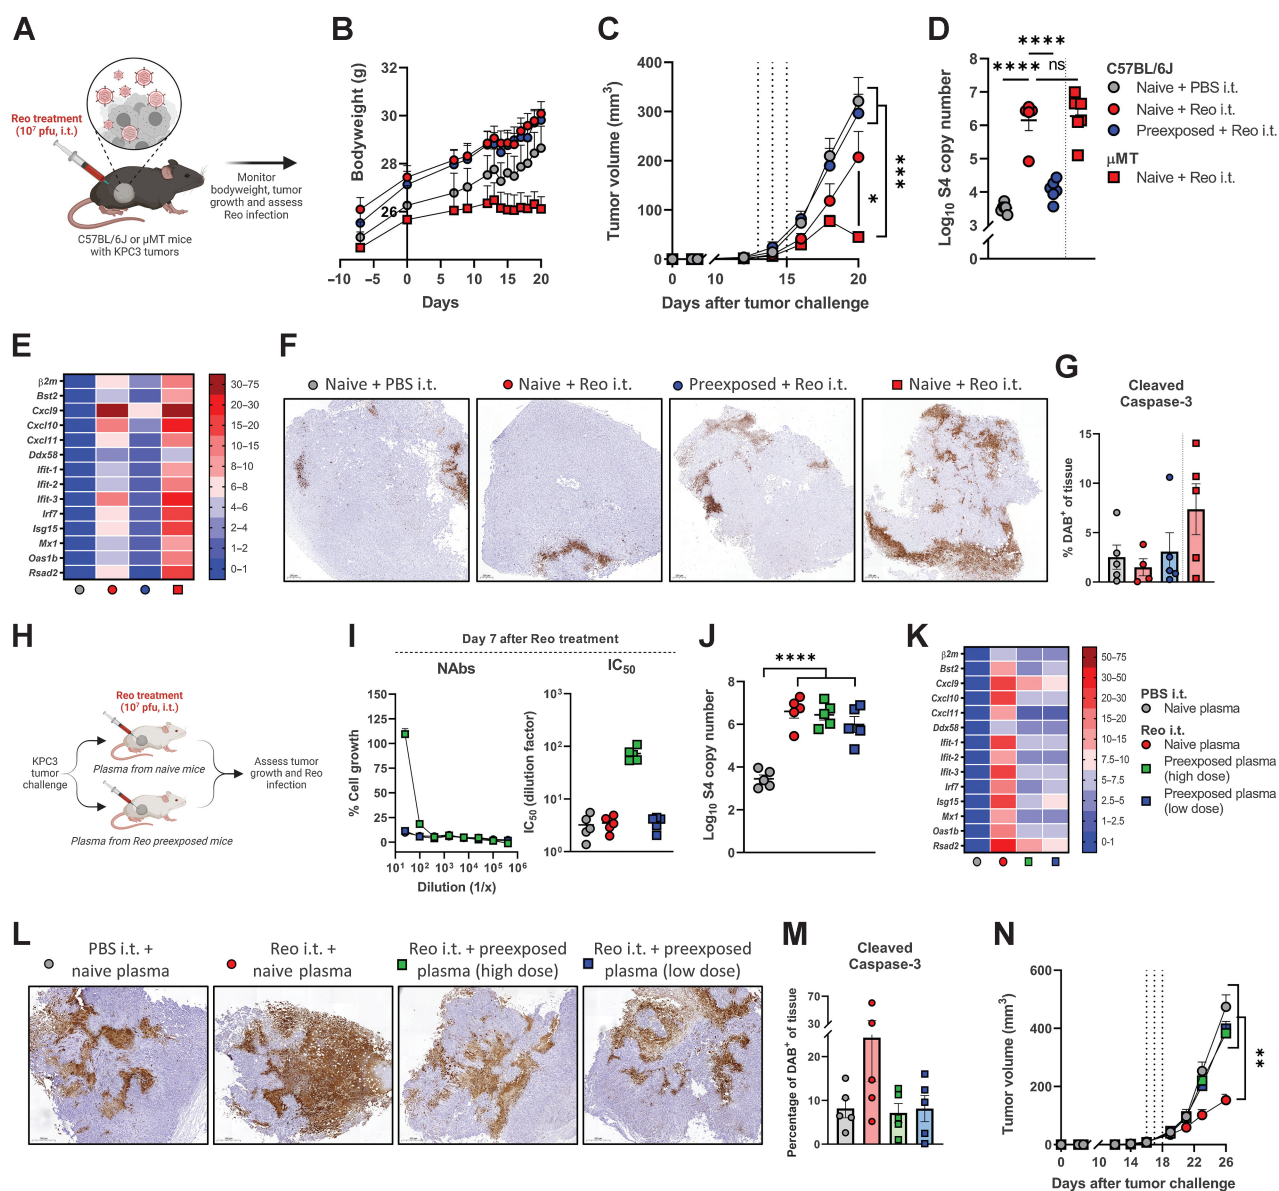 A
Reo treatment
(10⁷ pfu, i.t.)
Monitor
bodyweight, tumor
growth and assess
Reo infection
C57BL/6J or µMT mice
with KPC3 tumors
B
Bodyweight (g)
32
30
28
26
−10 −5 0 5 10 15 20
Days
C
Tumor volume (mm³)
400
300
200
100
0
0 10 15 20
Days after tumor challenge
*
***
D
Log₁₀ S4 copy number
8
7
6
5
4
3
0
****
**** ns
C57BL/6J
Naive + PBS i.t.
Naive + Reo i.t.
Preexposed + Reo i.t.
µMT
Naive + Reo i.t.
E
β2m
Bst2
Cxcl9
Cxcl10
Cxcl11
Ddx58
Ifit-1
Ifit-2
Ifit-3
Irf7
Isg15
Mx1
Oas1b
Rsad2
30–75
20–30
15–20
10–15
8–10
6–8
4–6
2–4
1–2
0–1
F
Naive + PBS i.t.
Naive + Reo i.t.
Preexposed + Reo i.t.
Naive + Reo i.t.
G
Cleaved
Caspase-3
% DAB⁺ of tissue
15
10
5
0
H
KPC3
tumor
challenge
Reo treatment
(10⁷ pfu, i.t.)
Plasma from naive mice
Plasma from Reo preexposed mice
Assess tumor
growth and Reo
infection
I
Day 7 after Reo treatment
NAbs
% Cell growth
150
125
100
75
50
25
0
10¹ 10² 10³ 10⁴ 10⁵ 10⁶
Dilution (1/x)
IC₅₀
IC₅₀ (dilution factor)
10³
10²
10¹
10⁰
J
Log₁₀ S4 copy number
8
6
4
2
0
****
K
β2m
Bst2
Cxcl9
Cxcl10
Cxcl11
Ddx58
Ifit-1
Ifit-2
Ifit-3
Irf7
Isg15
Mx1
Oas1b
Rsad2
50–75
30–50
20–30
15–20
10–15
7.5–10
5–7.5
2.5–5
1–2.5
0-1
PBS i.t.
Naive plasma
Reo i.t.
Naive plasma
Preexposed plasma
(high dose)
Preexposed plasma
(low dose)
L
PBS i.t. +
naive plasma
Reo i.t. +
naive plasma
Reo i.t. + preexposed
plasma (high dose)
Reo i.t. + preexposed
plasma (low dose)
M
Cleaved
Caspase-3
Percentage of DAB⁺ of tissue
70
30
20
10
0
N
Tumor volume (mm³)
600
400
200
0
0 10 14 18 22 26
Days after tumor challenge
**